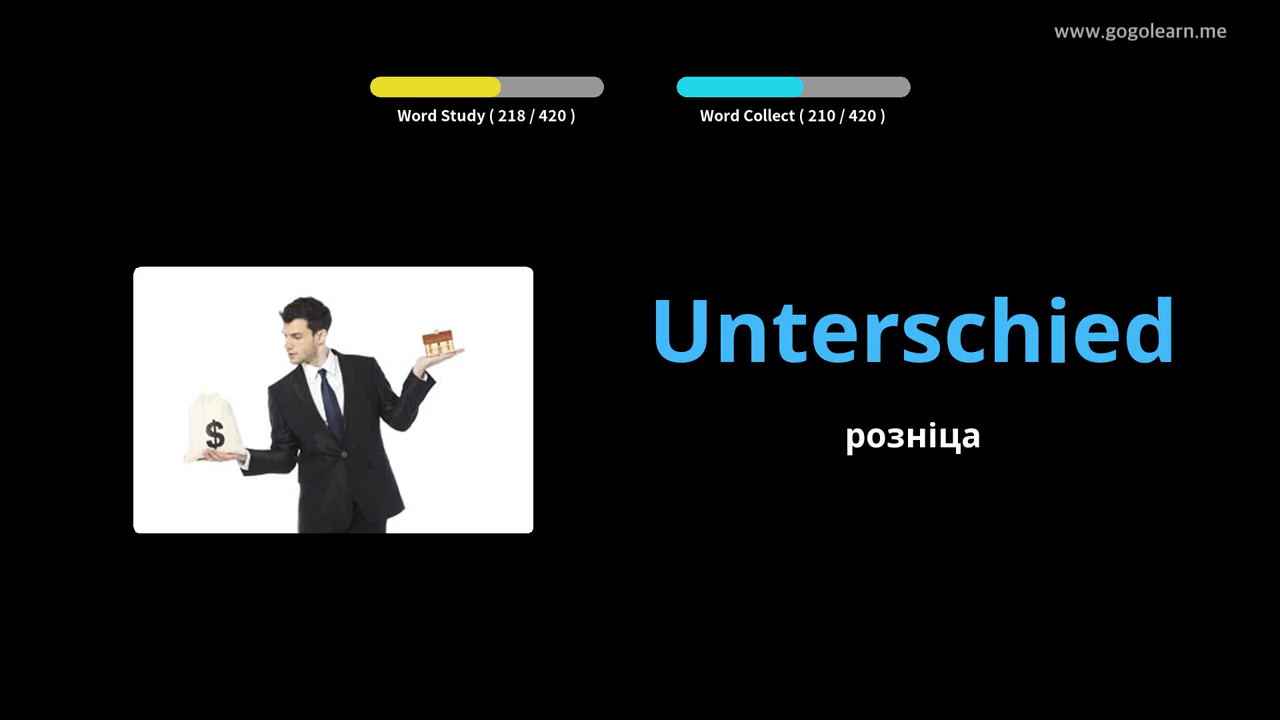 www.gogolearn.me
Word Study ( 218 / 420 )
Word Collect ( 210 / 420 )
$
Unterschied
розніца